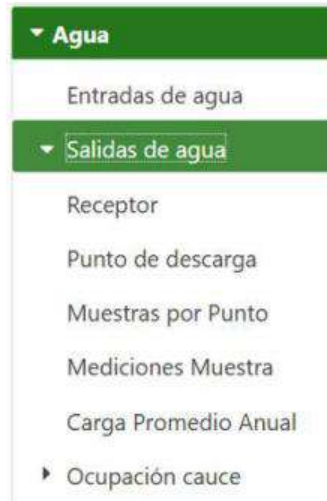 Agua
Entradas de agua
Salidas de agua
Receptor
Punto de descarga
Muestras por Punto
Mediciones Muestra
Carga Promedio Anual
Ocupación cauce